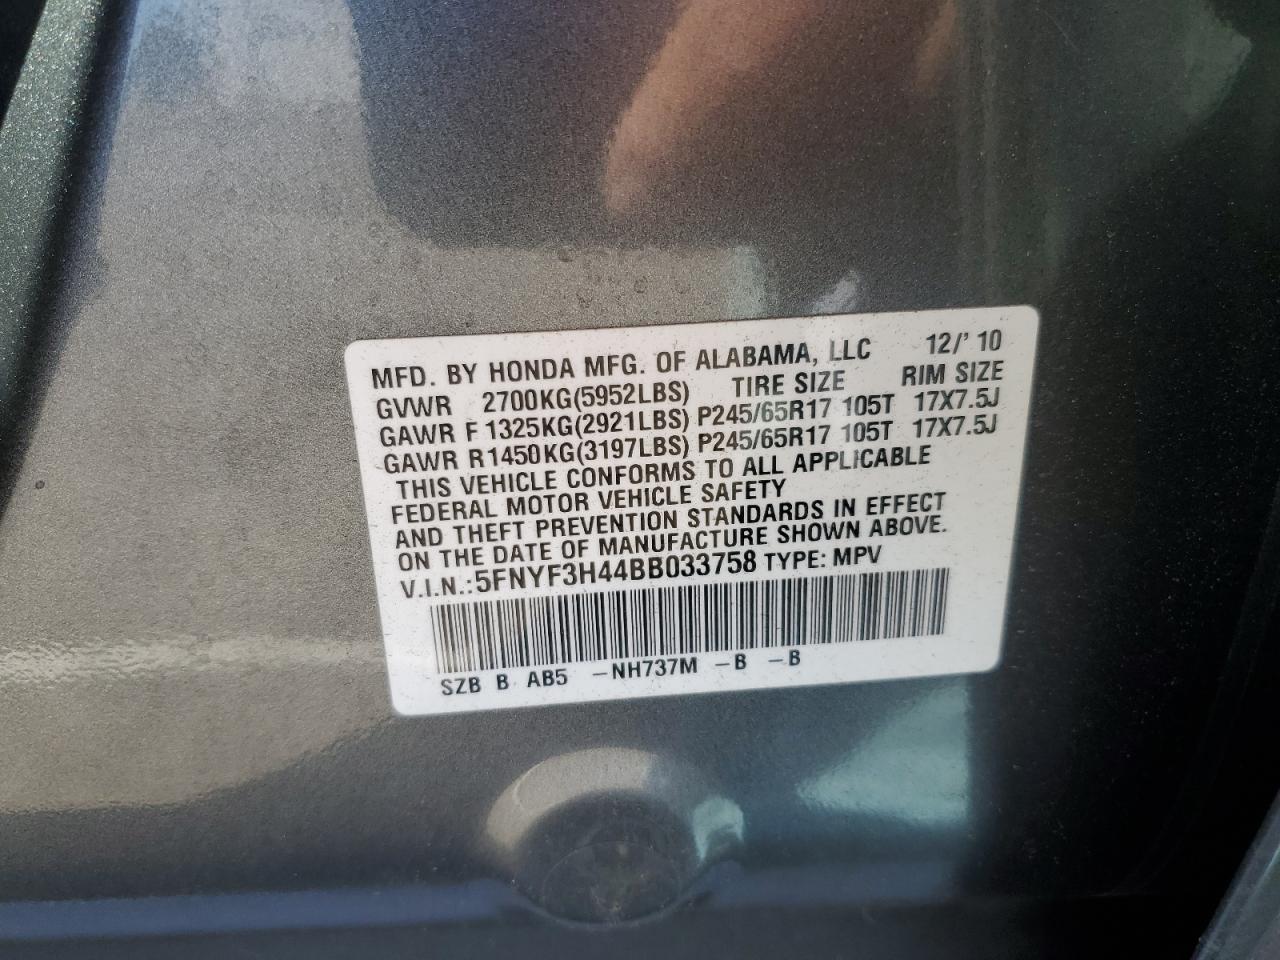 MFD. BY HONDA MFG. OF ALABAMA, LLC 12/' 10
GVWR 2700KG(5952LBS) TIRE SIZE RIM SIZE
GAWR F 1325KG(2921LBS) P245/65R17 105T 17X7.5J
GAWR R1450KG(3197LBS) P245/65R17 105T 17X7.5J
THIS VEHICLE CONFORMS TO ALL APPLICABLE
FEDERAL MOTOR VEHICLE SAFETY
AND THEFT PREVENTION STANDARDS IN EFFECT
ON THE DATE OF MANUFACTURE SHOWN ABOVE.
V.I.N.:5FNYF3H44BB033758 TYPE: MPV
SZB B AB5 –NH737M –B –B